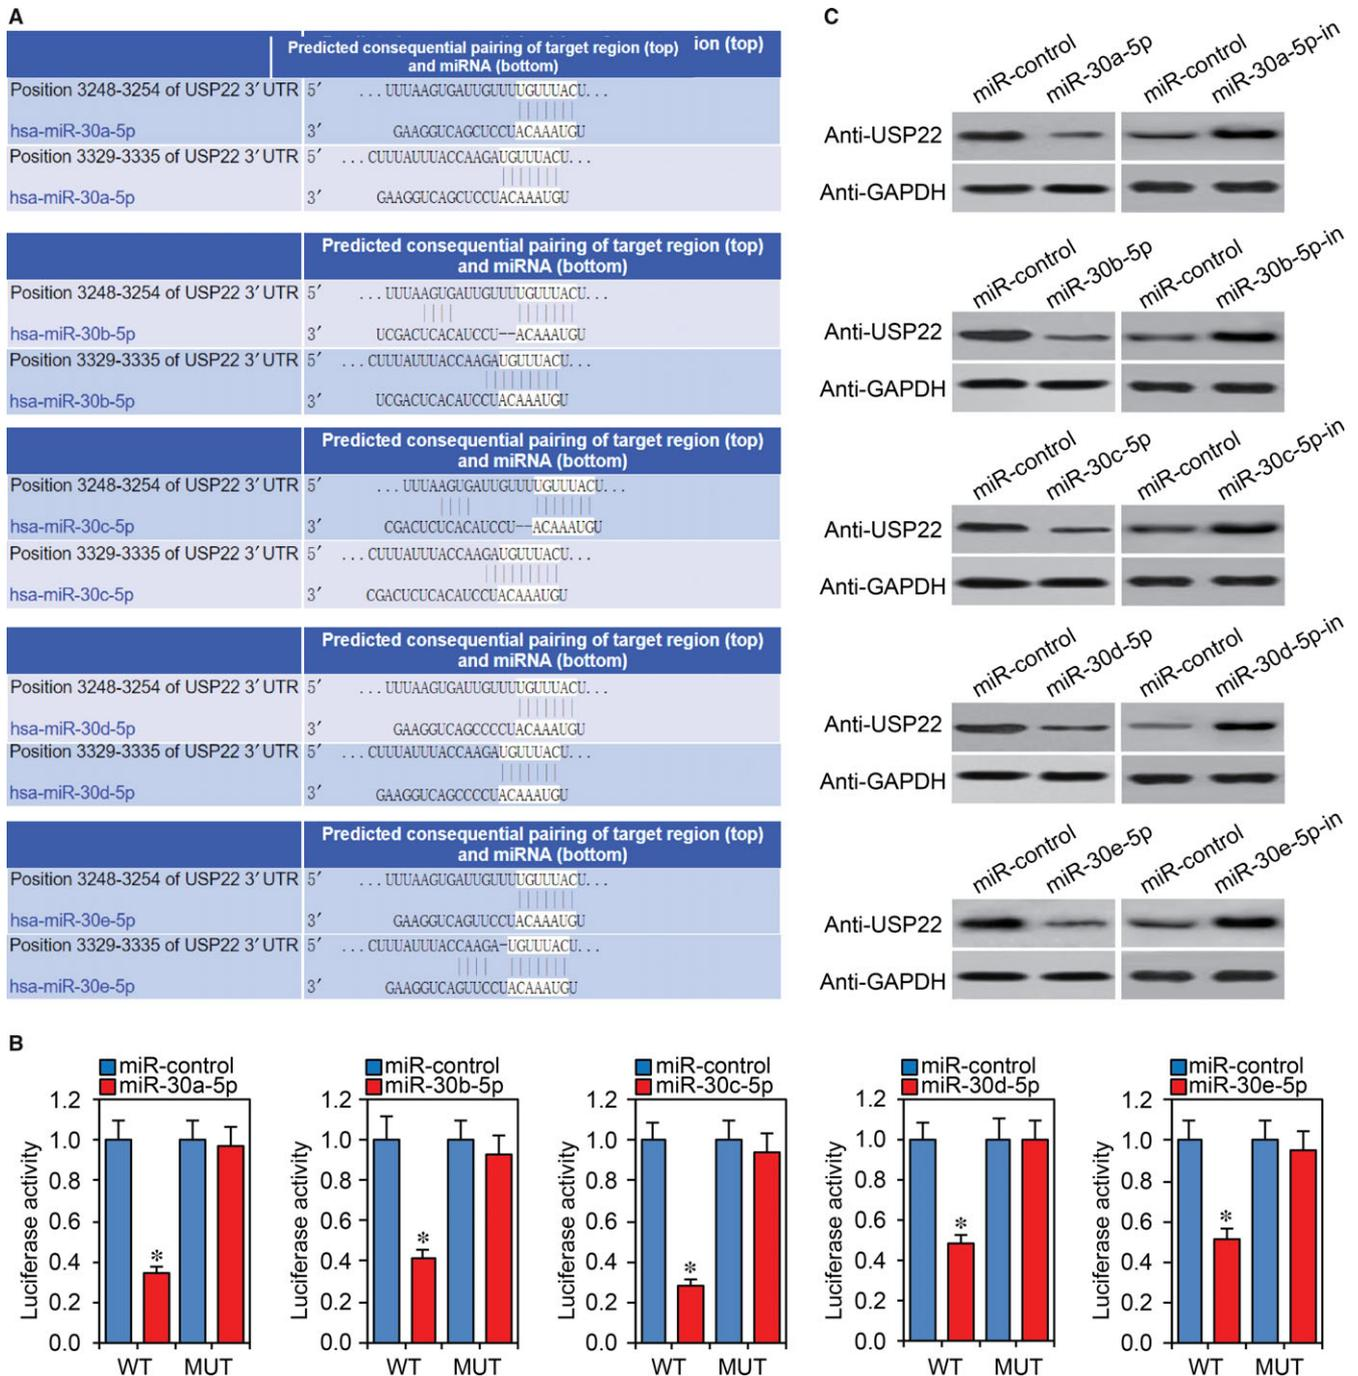 A
Predicted consequential pairing of target region (top) ion (top)
and miRNA (bottom)
Position 3248-3254 of USP22 3′ UTR 5′ ...UUUAAGUGAUUGUUUUGUUUACU...
hsa-miR-30a-5p 3′ GAAGGUCAGCUCCUACAAAUGU
Position 3329-3335 of USP22 3′ UTR 5′ ...CUUUAUUUACCAAGAUGUUUACU...
hsa-miR-30a-5p 3′ GAAGGUCAGCUCCUACAAAUGU
Predicted consequential pairing of target region (top)
and miRNA (bottom)
Position 3248-3254 of USP22 3′ UTR 5′ ...UUUAAGUGAUUGUUUUGUUUACU...
hsa-miR-30b-5p 3′ UCGACUCACAUCCU--ACAAAUGU
Position 3329-3335 of USP22 3′ UTR 5′ ...CUUUAUUUACCAAGAUGUUUACU...
hsa-miR-30b-5p 3′ UCGACUCACAUCCUACAAAUGU
Predicted consequential pairing of target region (top)
and miRNA (bottom)
Position 3248-3254 of USP22 3′ UTR 5′ ...UUUAAGUGAUUGUUUUGUUUACU...
hsa-miR-30c-5p 3′ CGACUCUCACAUCCU--ACAAAUGU
Position 3329-3335 of USP22 3′ UTR 5′ ...CUUUAUUUACCAAGAUGUUUACU...
hsa-miR-30c-5p 3′ CGACUCUCACAUCCUACAAAUGU
Predicted consequential pairing of target region (top)
and miRNA (bottom)
Position 3248-3254 of USP22 3′ UTR 5′ ...UUUAAGUGAUUGUUUUGUUUACU...
hsa-miR-30d-5p 3′ GAAGGUCAGCCCCUACAAAUGU
Position 3329-3335 of USP22 3′ UTR 5′ ...CUUUAUUUACCAAGAUGUUUACU...
hsa-miR-30d-5p 3′ GAAGGUCAGCCCCUACAAAUGU
Predicted consequential pairing of target region (top)
and miRNA (bottom)
Position 3248-3254 of USP22 3′ UTR 5′ ...UUUAAGUGAUUGUUUUGUUUACU...
hsa-miR-30e-5p 3′ GAAGGUCAGUUCCUACAAAUGU
Position 3329-3335 of USP22 3′ UTR 5′ ...CUUUAUUUACCAAGA-UGUUUACU...
hsa-miR-30e-5p 3′ GAAGGUCAGUUCCUACAAAUGU
C
miR-control miR-30a-5p miR-control miR-30a-5p-in
Anti-USP22
Anti-GAPDH
miR-control miR-30b-5p miR-control miR-30b-5p-in
Anti-USP22
Anti-GAPDH
miR-control miR-30c-5p miR-control miR-30c-5p-in
Anti-USP22
Anti-GAPDH
miR-control miR-30d-5p miR-control miR-30d-5p-in
Anti-USP22
Anti-GAPDH
miR-control miR-30e-5p miR-control miR-30e-5p-in
Anti-USP22
Anti-GAPDH
B
miR-control
miR-30a-5p
Luciferase activity
1.2
1.0
0.8
0.6
0.4
0.2
0.0
*
WT MUT
miR-control
miR-30b-5p
Luciferase activity
1.2
1.0
0.8
0.6
0.4
0.2
0.0
*
WT MUT
miR-control
miR-30c-5p
Luciferase activity
1.2
1.0
0.8
0.6
0.4
0.2
0.0
*
WT MUT
miR-control
miR-30d-5p
Luciferase activity
1.2
1.0
0.8
0.6
0.4
0.2
0.0
*
WT MUT
miR-control
miR-30e-5p
Luciferase activity
1.2
1.0
0.8
0.6
0.4
0.2
0.0
*
WT MUT